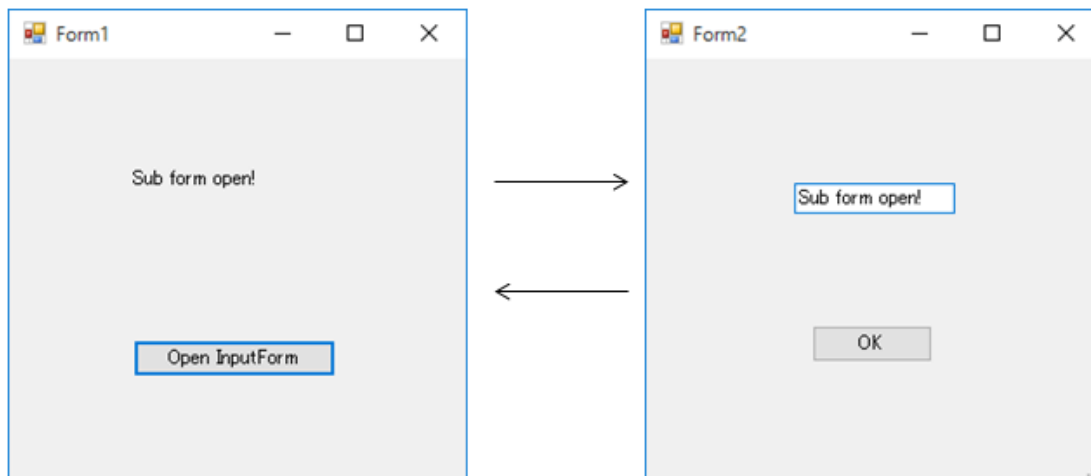 Form1
Sub form open!
Open InputForm
Form2
Sub form open!
OK